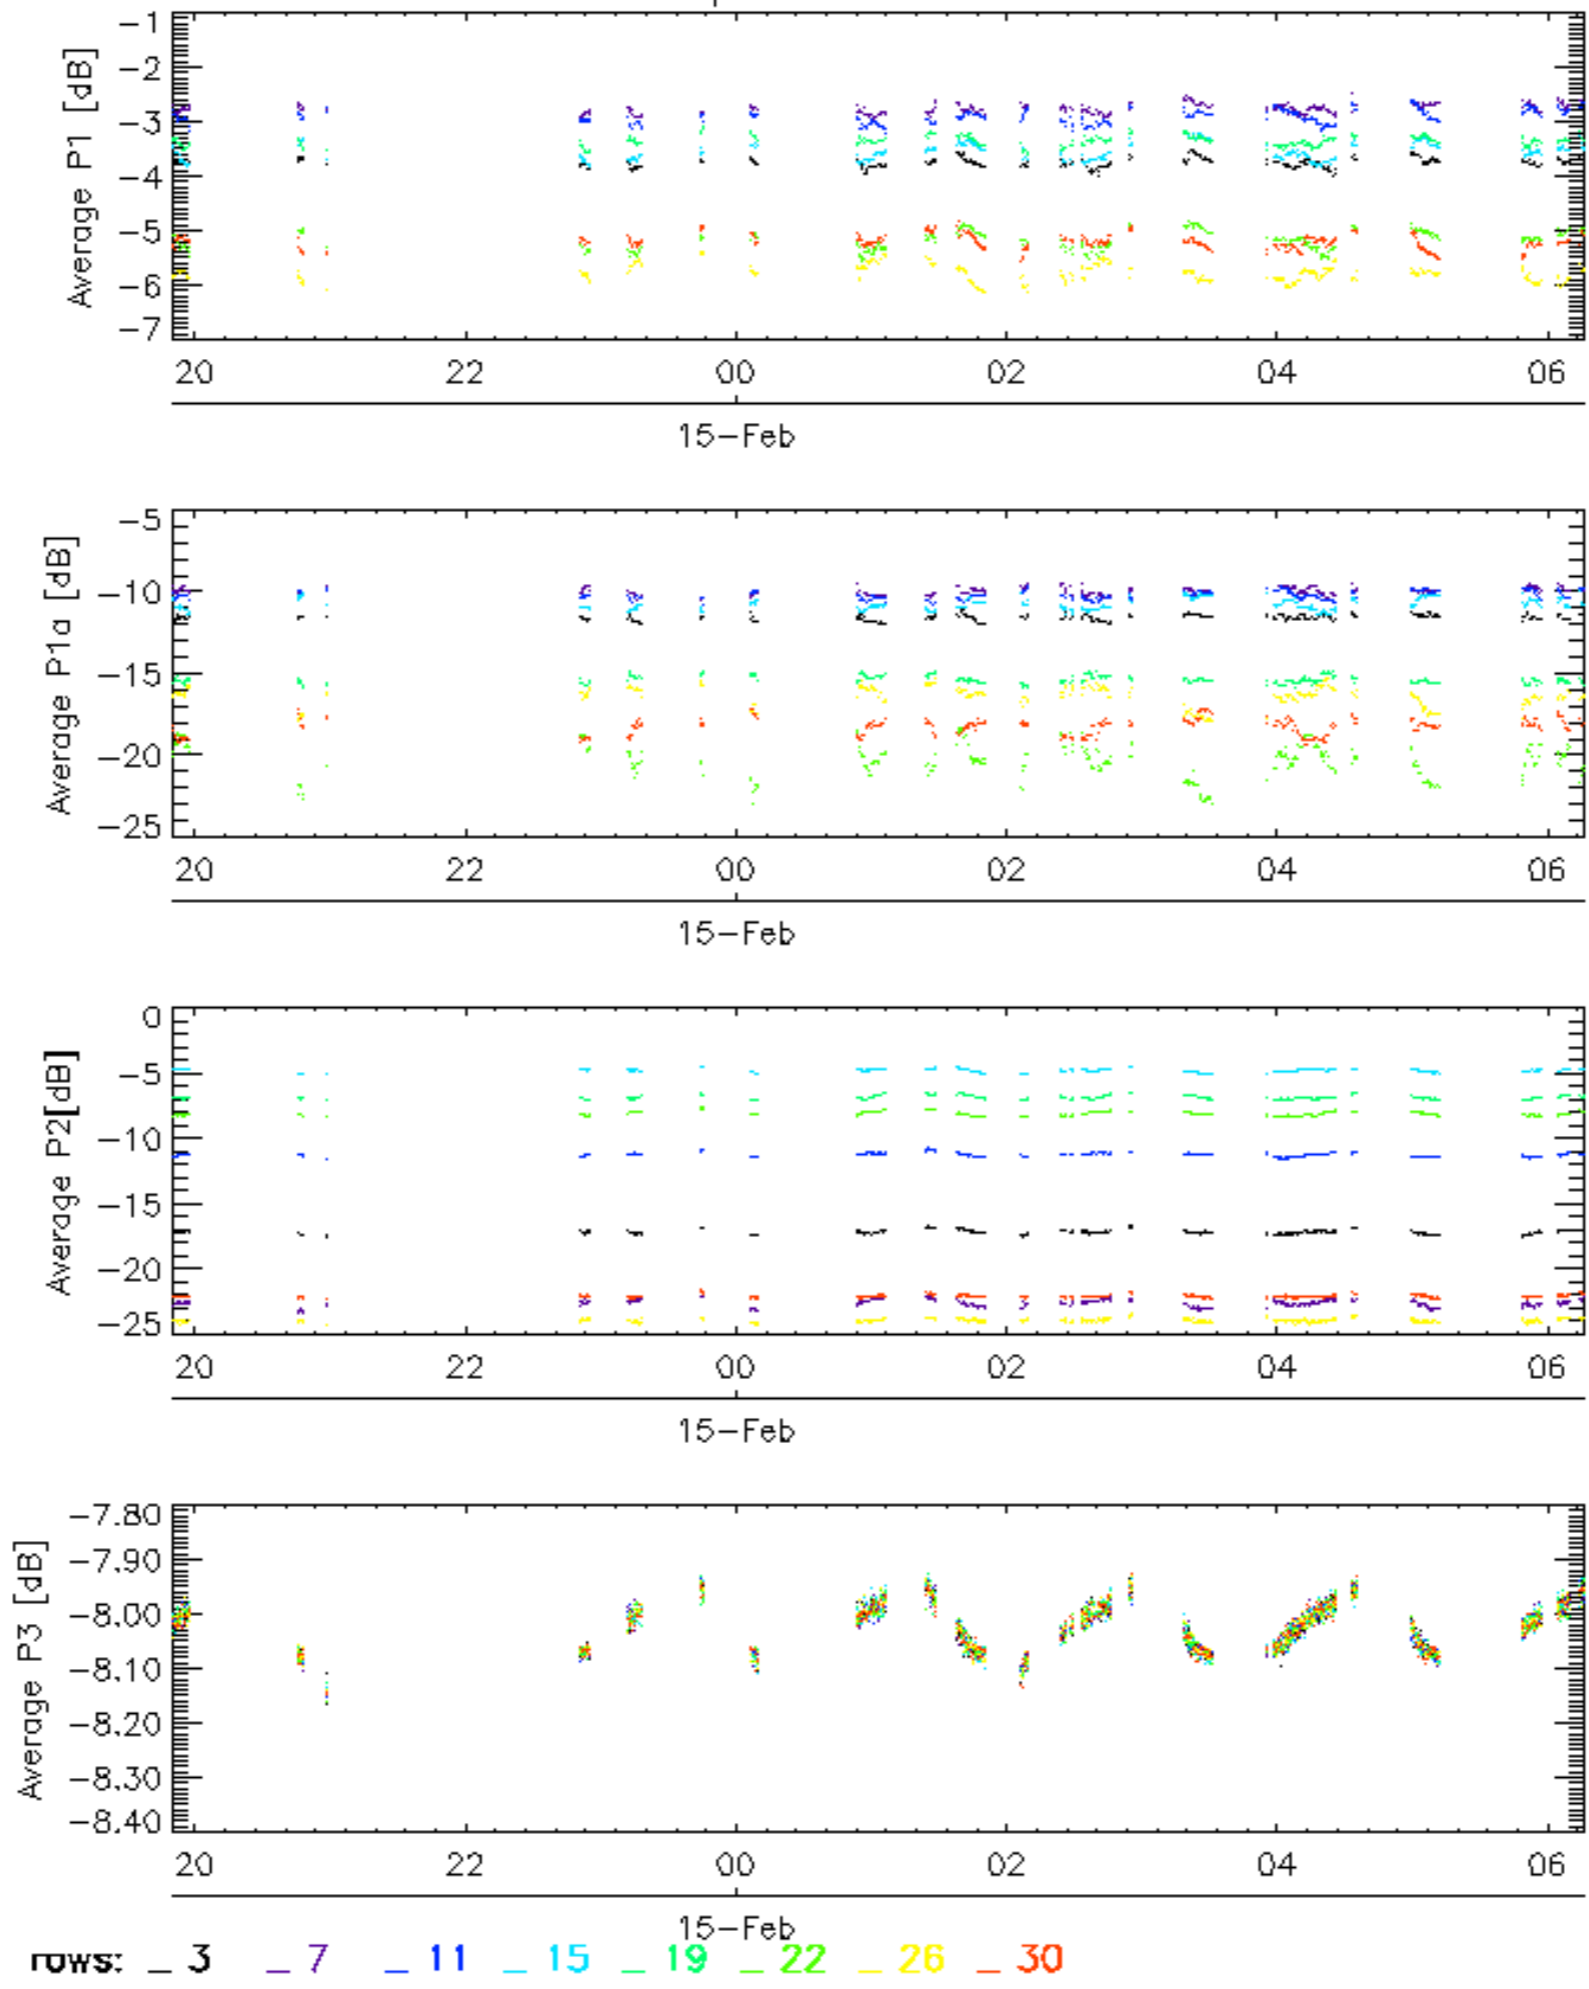 Average P1 [dB]
-1
-2
-3
-4
-5
-6
-7
20 22 00 02 04 06
15-Feb
Average P1a [dB]
-5
-10
-15
-20
-25
20 22 00 02 04 06
15-Feb
Average P2[dB]
0
-5
-10
-15
-20
-25
20 22 00 02 04 06
15-Feb
Average P3 [dB]
-7.80
-7.90
-8.00
-8.10
-8.20
-8.30
-8.40
20 22 00 02 04 06
15-Feb
rows: _ 3 _ 7 _ 11 _ 15 _ 19 _ 22 _ 26 _ 30